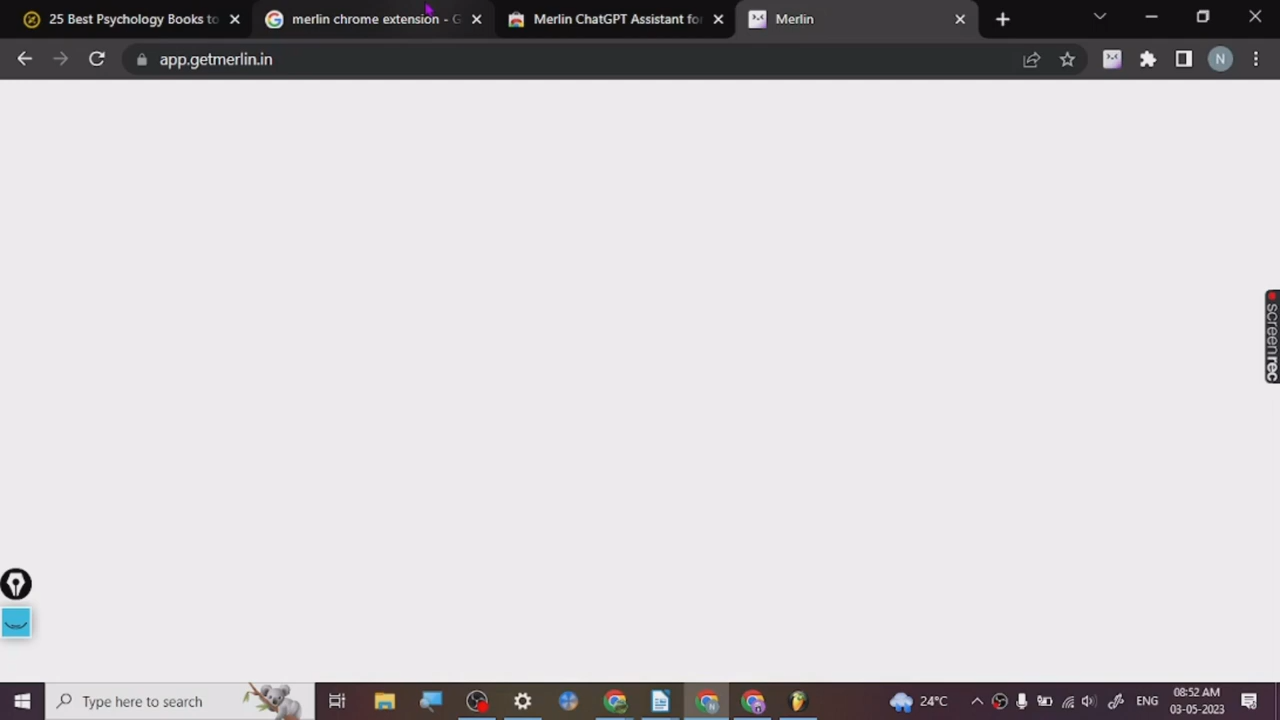 25 Best Psychology Books to
merlin chrome extension - G
Merlin ChatGPT Assistant for
Merlin
app.getmerlin.in
N
screenrec
Type here to search
24°C
ENG
08:52 AM
03-05-2023